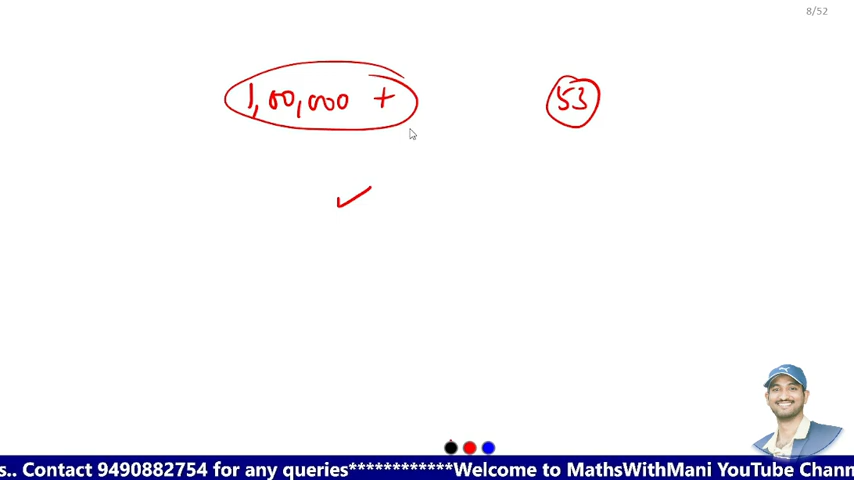 8/52
1,00,000 + 53
s.. Contact 9490882754 for any queries************Welcome to MathsWithMani YouTube Chann